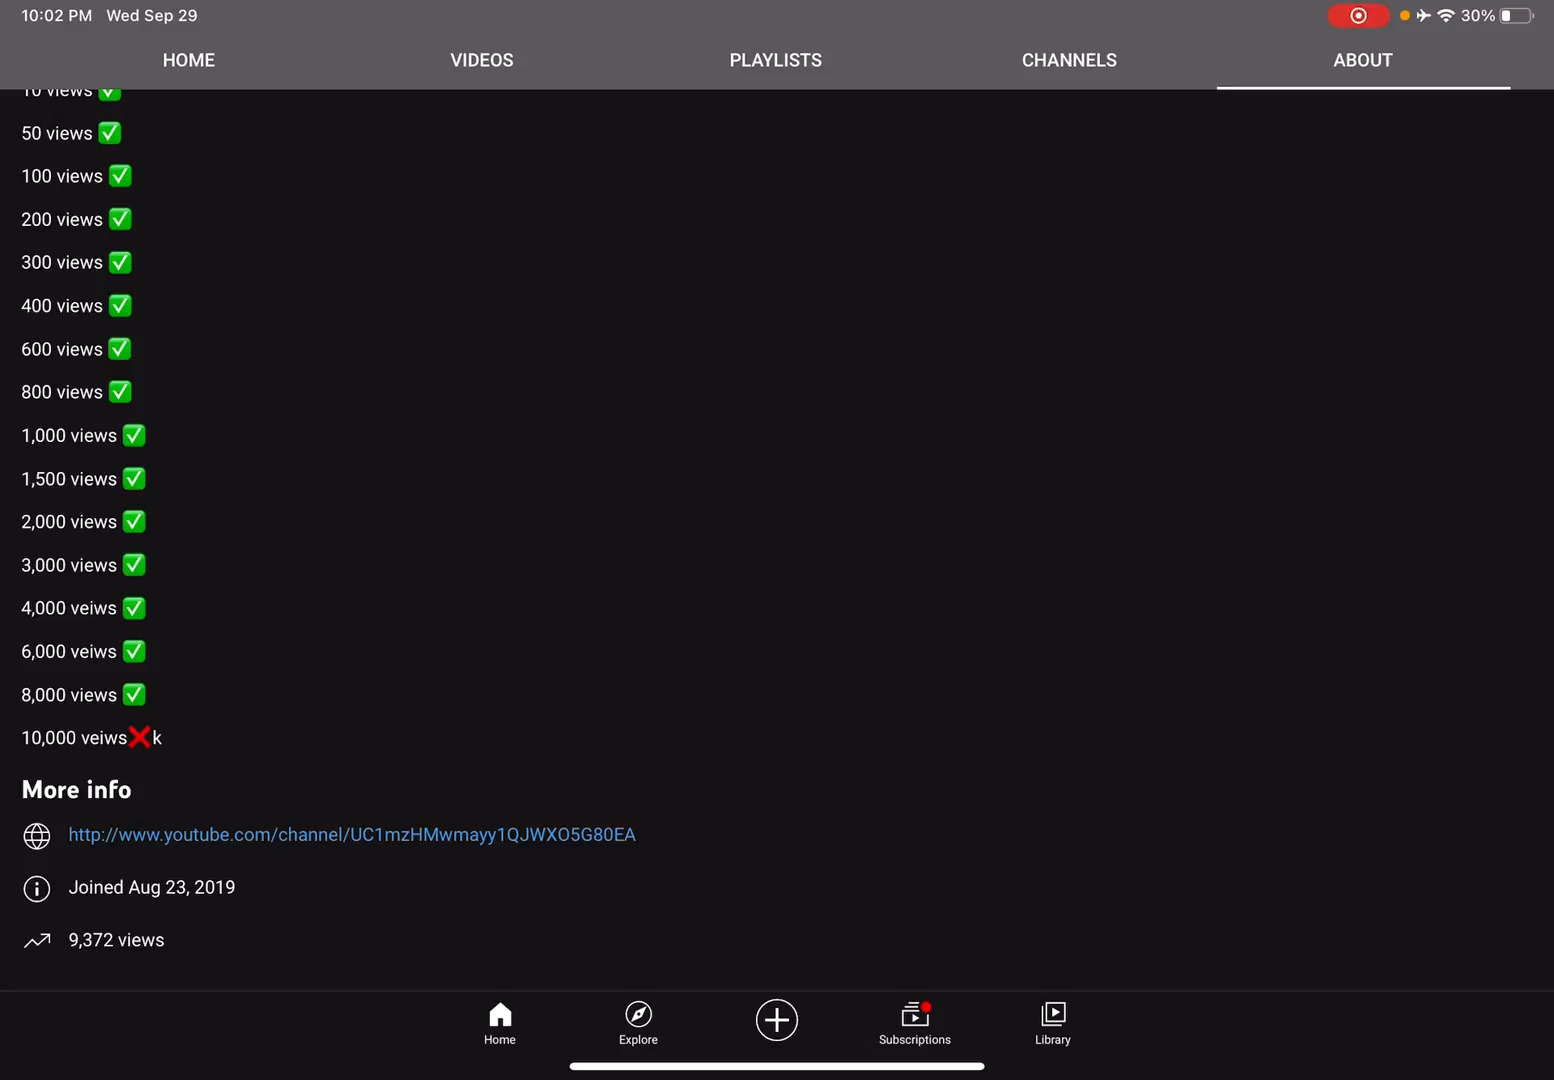 10:02 PM Wed Sep 29
30%
HOME VIDEOS PLAYLISTS CHANNELS ABOUT
10 views ✅
50 views ✅
100 views ✅
200 views ✅
300 views ✅
400 views ✅
600 views ✅
800 views ✅
1,000 views ✅
1,500 views ✅
2,000 views ✅
3,000 views ✅
4,000 veiws ✅
6,000 veiws ✅
8,000 views ✅
10,000 veiws❌k
More info
http://www.youtube.com/channel/UC1mzHMwmayy1QJWXO5G80EA
Joined Aug 23, 2019
9,372 views
Home Explore Subscriptions Library